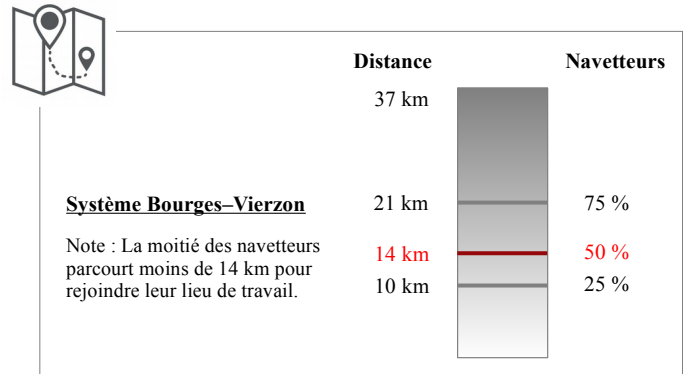 Distance Navetteurs
37 km
Système Bourges–Vierzon 21 km 75 %
Note : La moitié des navetteurs
parcourt moins de 14 km pour 14 km 50 %
rejoindre leur lieu de travail. 10 km 25 %